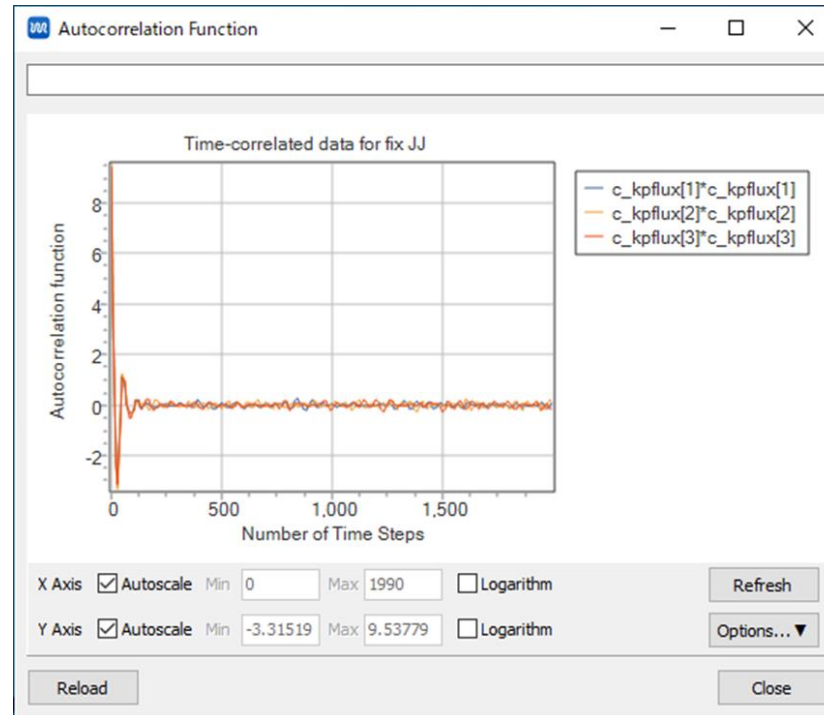 Autocorrelation Function
Time-correlated data for fix JJ
c_kpflux[1]*c_kpflux[1]
c_kpflux[2]*c_kpflux[2]
c_kpflux[3]*c_kpflux[3]
Autocorrelation function
8
6
4
2
0
-2
0 500 1,000 1,500
Number of Time Steps
X Axis Autoscale Min 0 Max 1990 Logarithm Refresh
Y Axis Autoscale Min -3.31519 Max 9.53779 Logarithm Options...▼
Reload Close